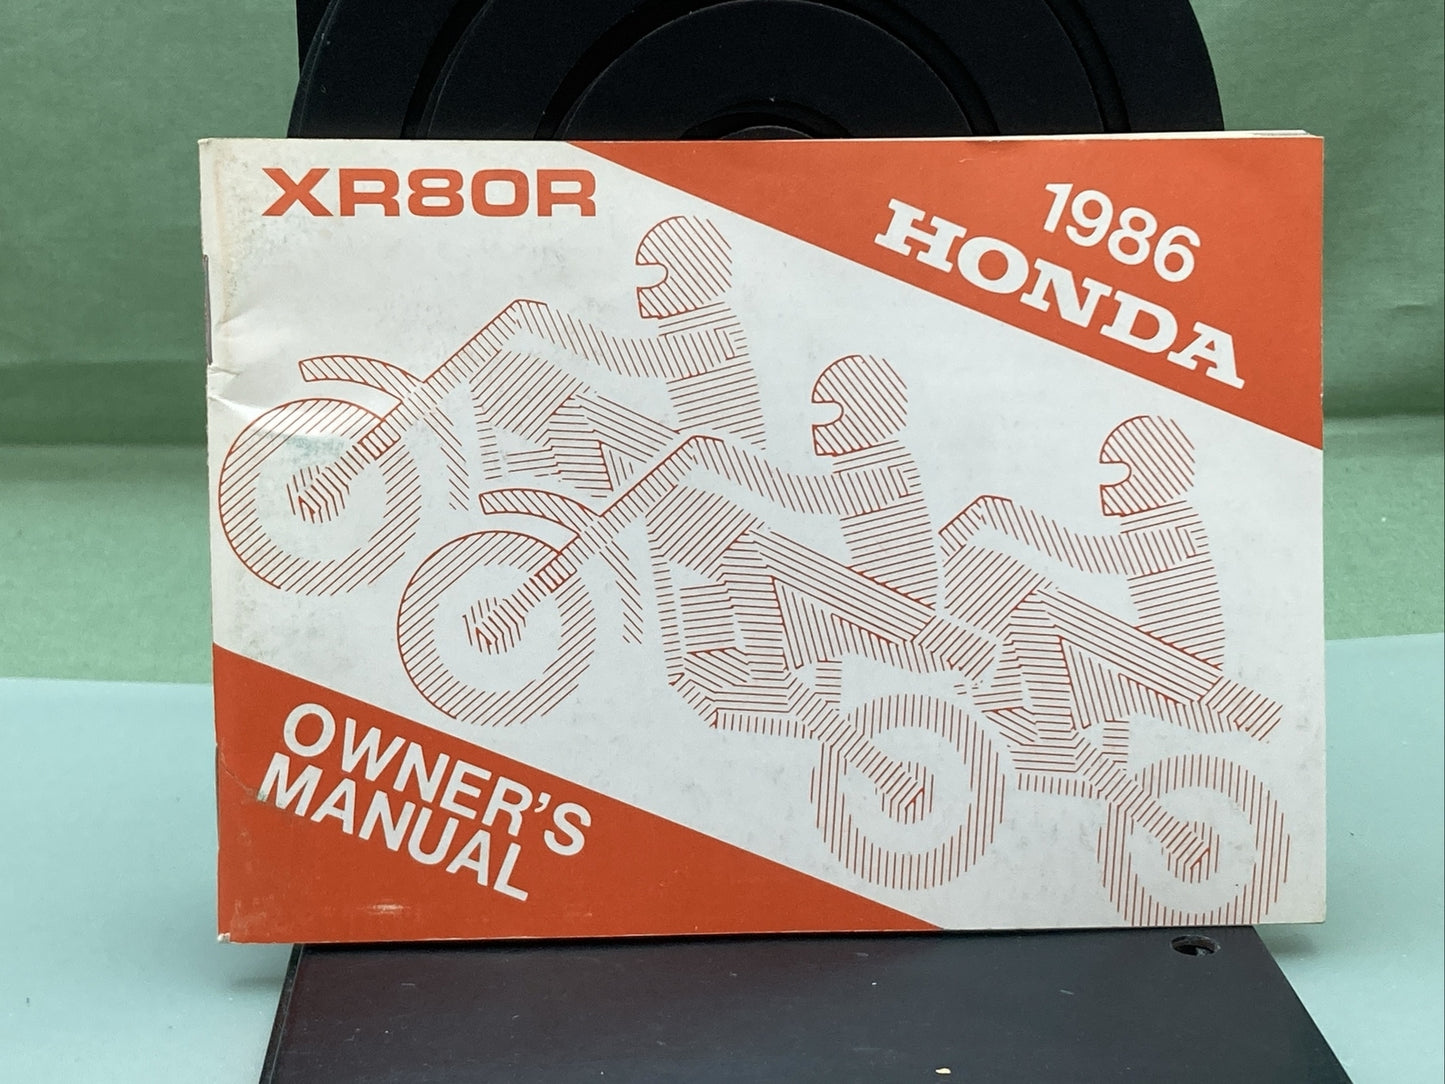 XR80R
1986
HONDA
OWNER'S
MANUAL